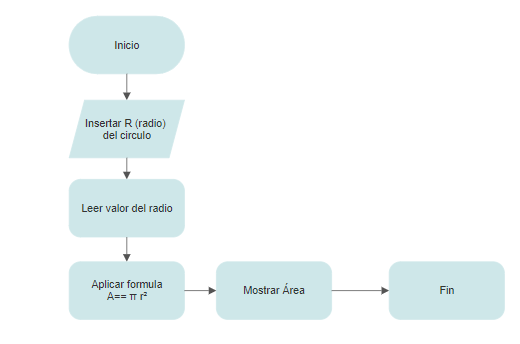 Inicio
Insertar R (radio)
del circulo
Leer valor del radio
Aplicar formula
A== π r²
Mostrar Área
Fin